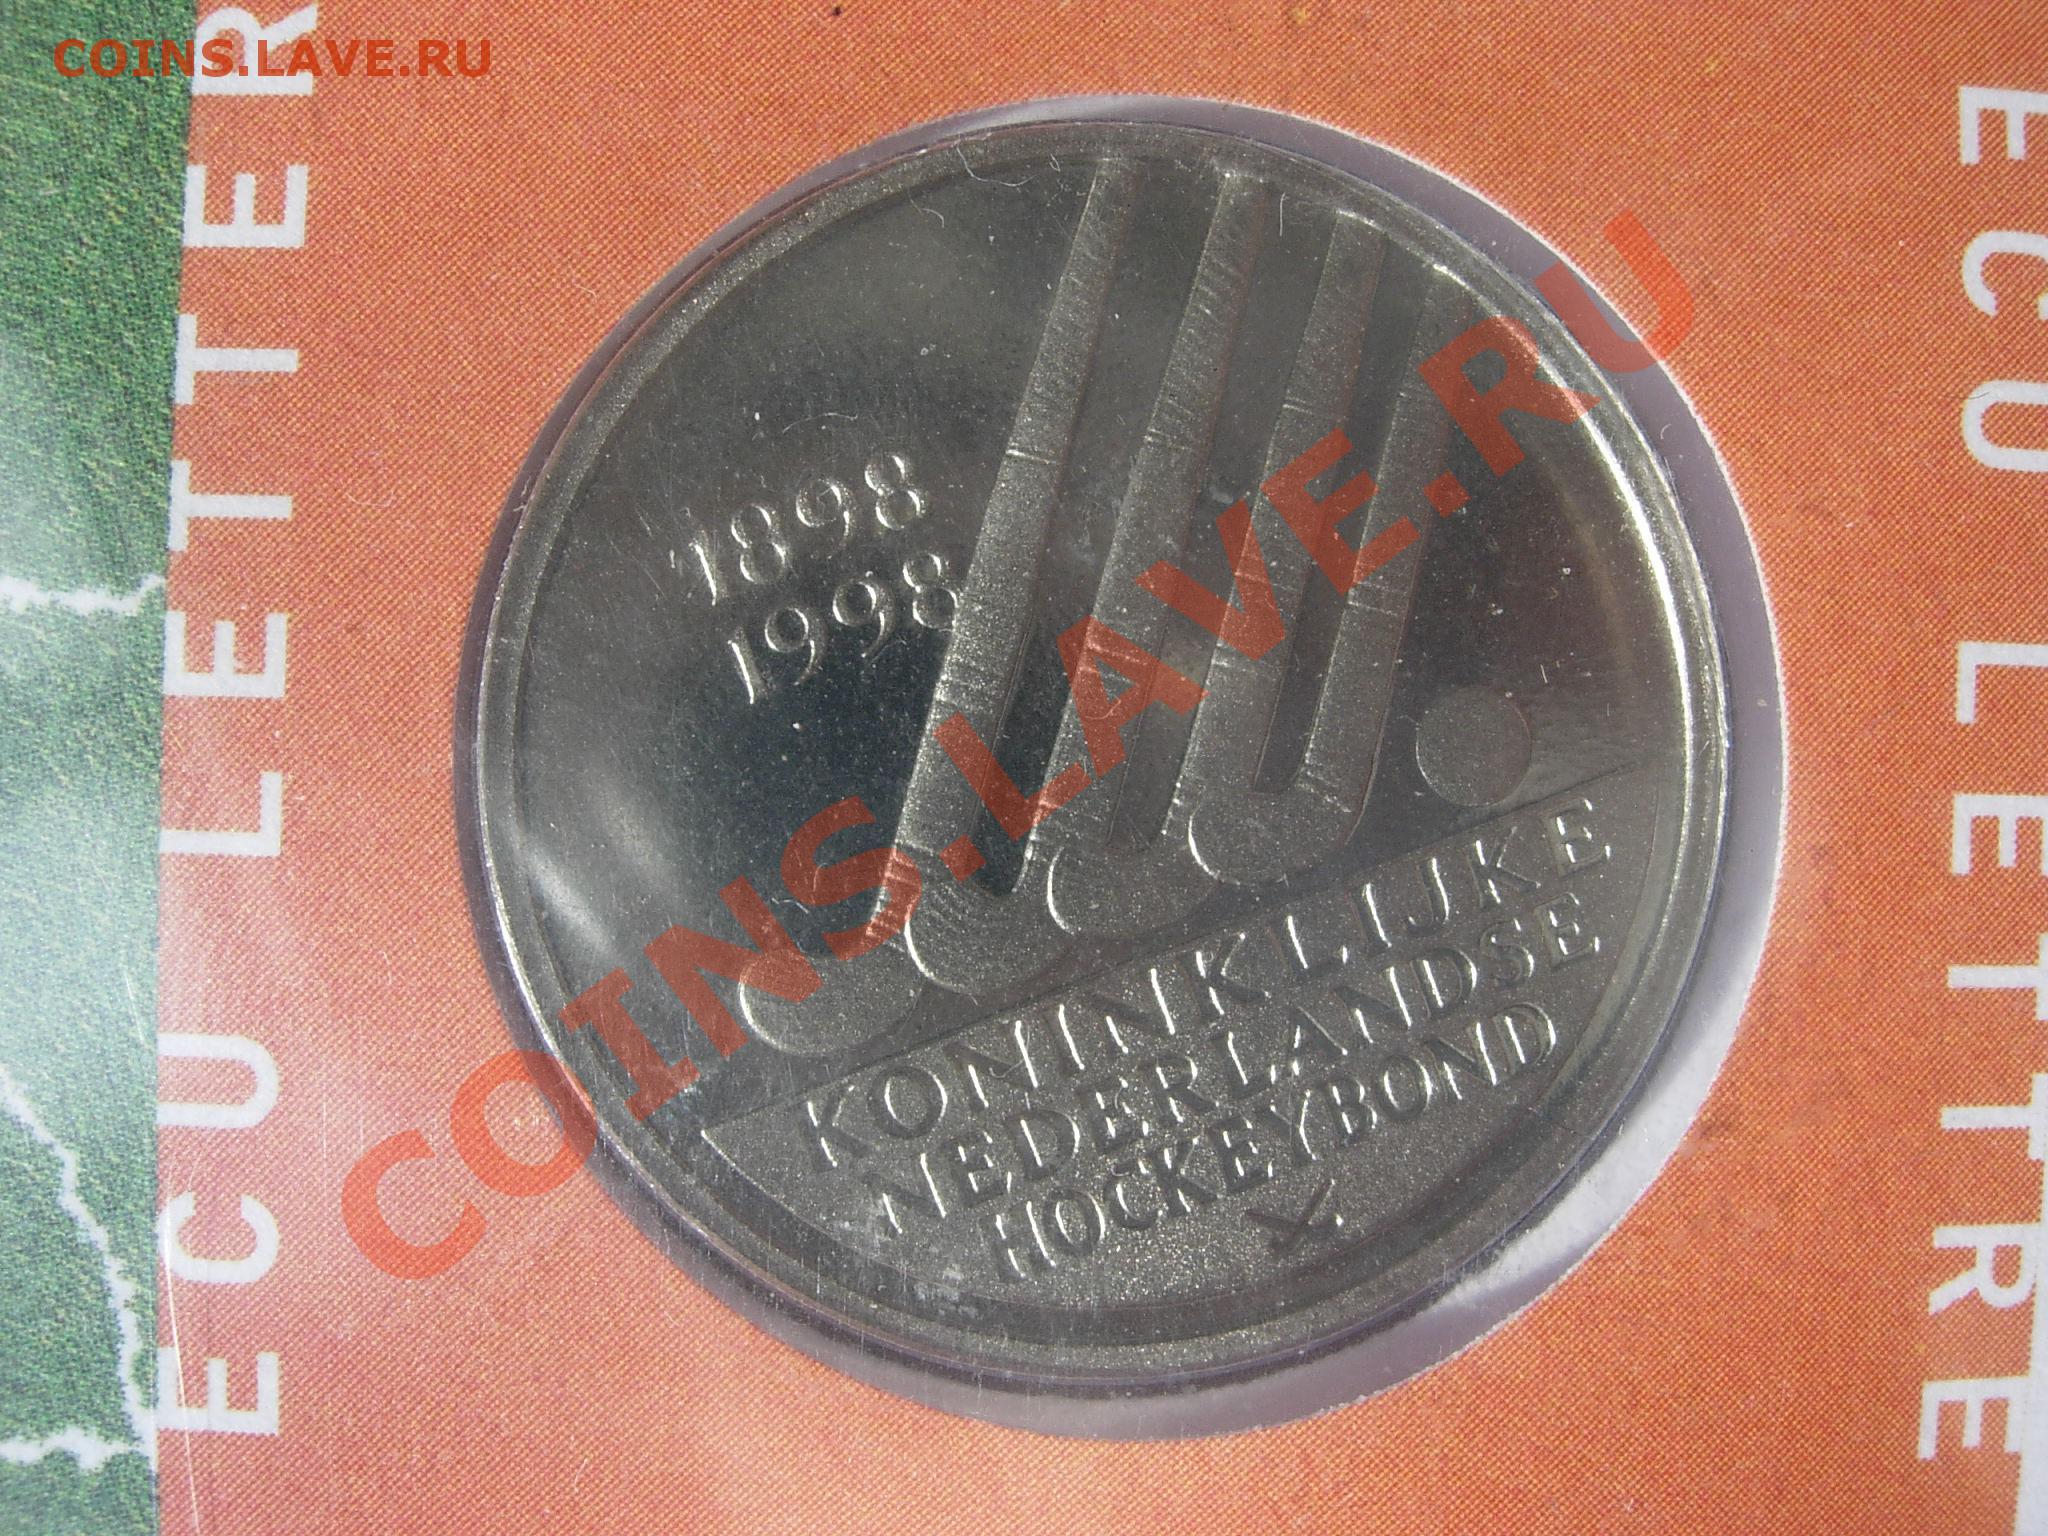 COINS.LAVE.RU
ECU LETTER
ECU LETTRE
1898
1998
KONINKLIJKE
NEDERLANDSE
HOCKEYBOND
COINS.LAVE.RU